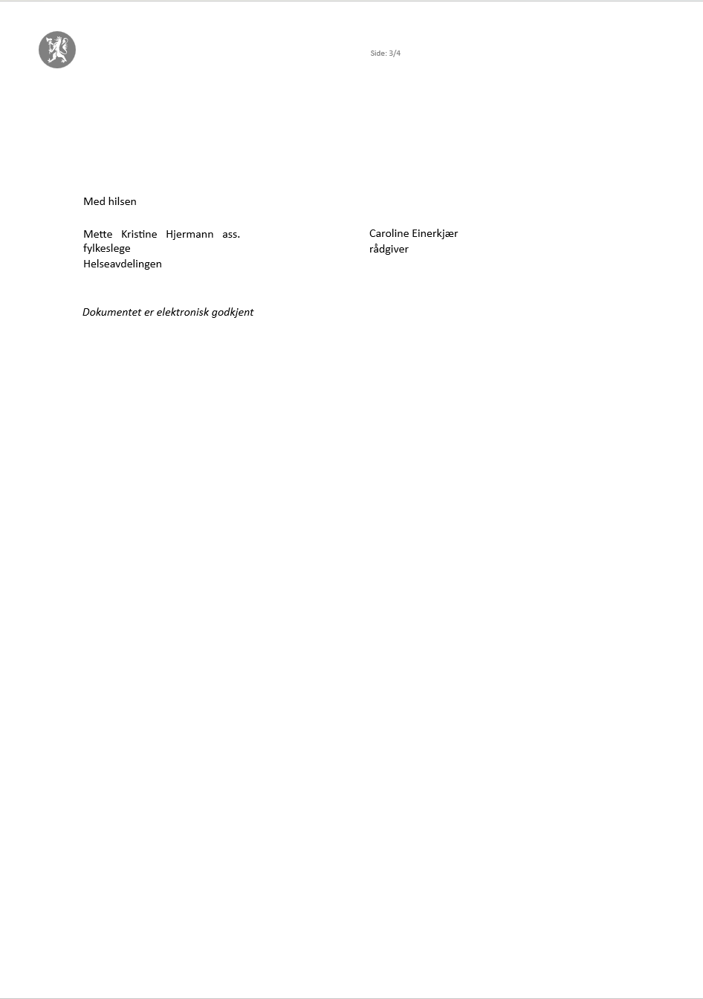 Side: 3/4
Med hilsen
Mette Kristine Hjermann ass.
fylkeslege
Helseavdelingen
Caroline Einerkjær
rådgiver
Dokumentet er elektronisk godkjent